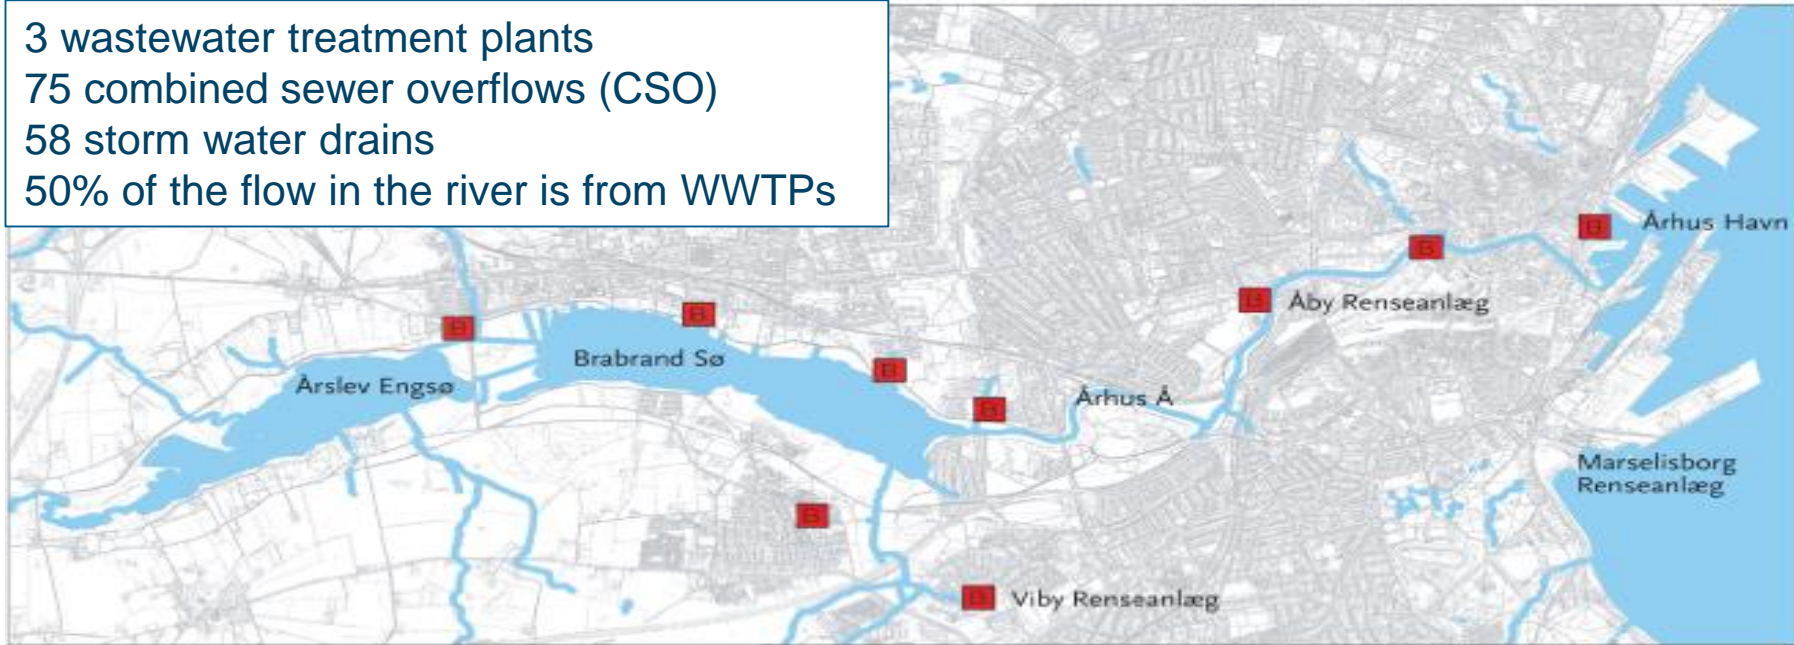 3 wastewater treatment plants
75 combined sewer overflows (CSO)
58 storm water drains
50% of the flow in the river is from WWTPs
B
Århus Havn
B
B
Åby Renseanlæg
B
B
Brabrand Sø
B
Årslev Engsø
Århus Å
B
Marselisborg
Renseanlæg
B
B
Viby Renseanlæg